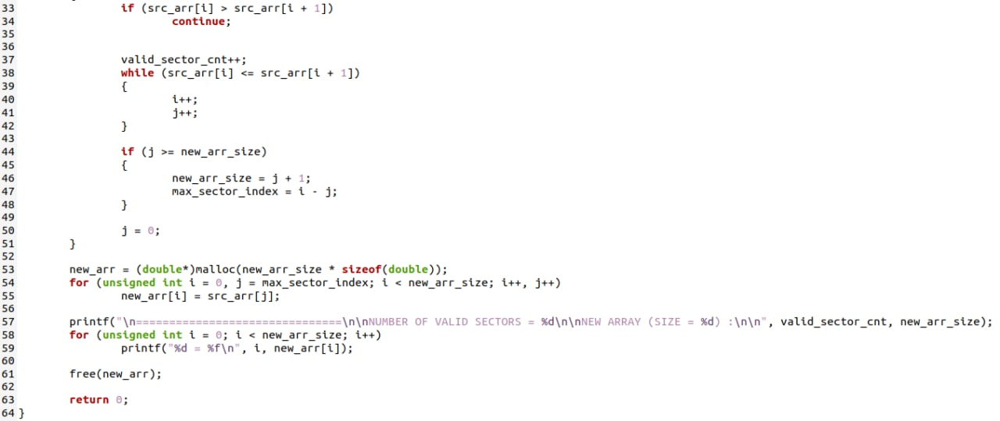 33 if (src_arr[i] > src_arr[i + 1])
34 continue;
35
36
37 valid_sector_cnt++;
38 while (src_arr[i] <= src_arr[i + 1])
39 {
40 i++;
41 j++;
42 }
43
44 if (j >= new_arr_size)
45 {
46 new_arr_size = j + 1;
47 max_sector_index = i - j;
48 }
49
50 j = 0;
51 }
52
53 new_arr = (double*)malloc(new_arr_size * sizeof(double));
54 for (unsigned int i = 0, j = max_sector_index; i < new_arr_size; i++, j++)
55 new_arr[i] = src_arr[j];
56
57 printf("\n===============================\n\nNUMBER OF VALID SECTORS = %d\n\nNEW ARRAY (SIZE = %d) :\n\n", valid_sector_cnt, new_arr_size);
58 for (unsigned int i = 0; i < new_arr_size; i++)
59 printf("%d = %f\n", i, new_arr[i]);
60
61 free(new_arr);
62
63 return 0;
64 }